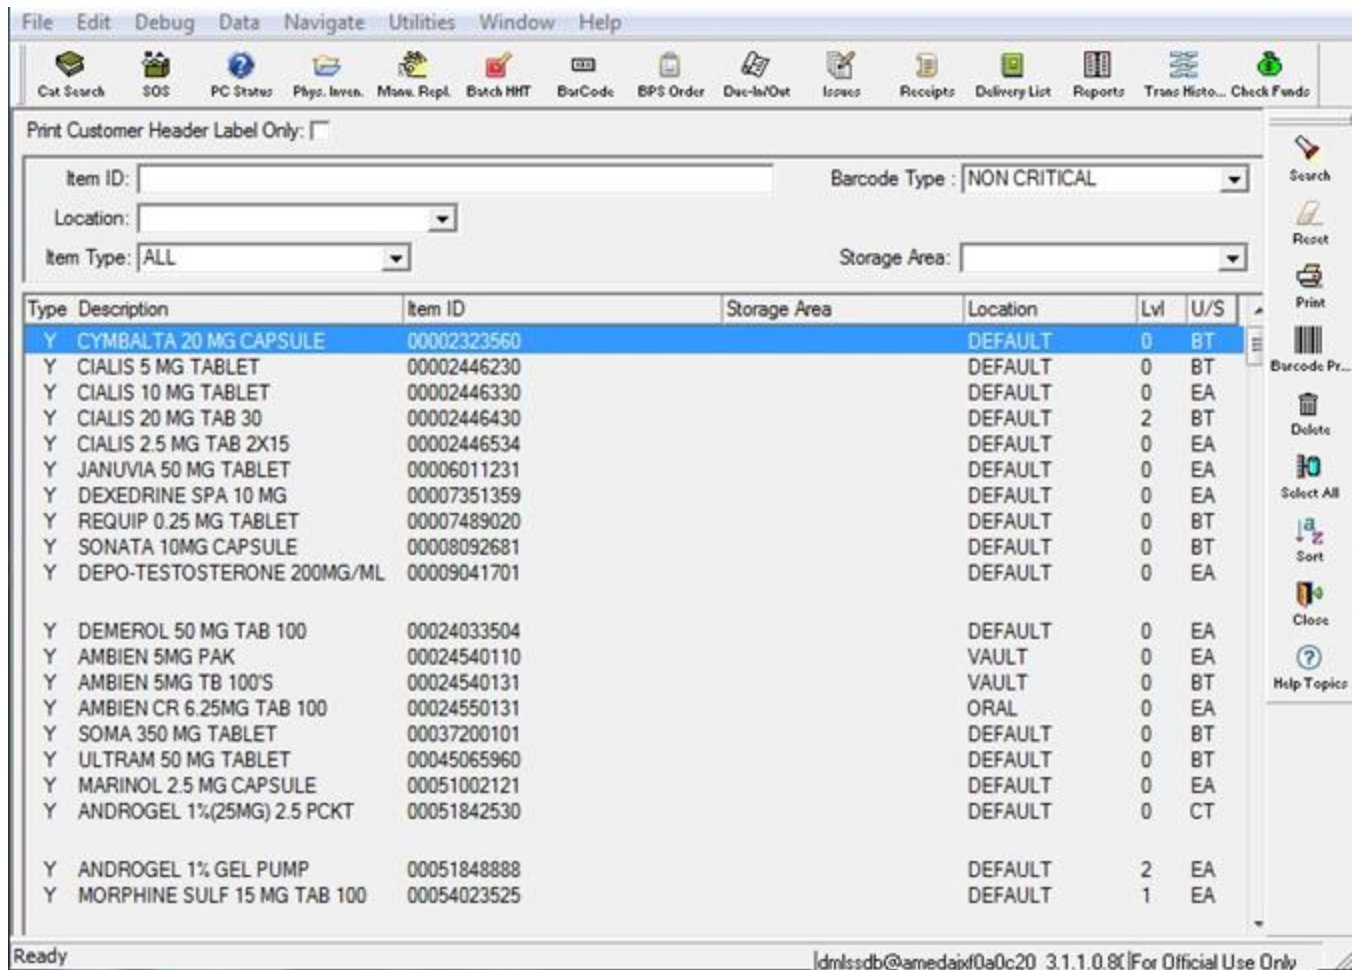 File Edit Debug Data Navigate Utilities Window Help
Cat Search SOS PC Status Phys. Inven. Manu. Repl. Batch HHT BarCode BPS Order Due-In/Out Issues Receipts Delivery List Reports Trans Histo... Check Funds
Print Customer Header Label Only:
Item ID: Barcode Type : NON CRITICAL
Location:
Item Type: ALL Storage Area:
Type Description Item ID Storage Area Location Lvl U/S
Y CYMBALTA 20 MG CAPSULE 00002323560 DEFAULT 0 BT
Y CIALIS 5 MG TABLET 00002446230 DEFAULT 0 BT
Y CIALIS 10 MG TABLET 00002446330 DEFAULT 0 EA
Y CIALIS 20 MG TAB 30 00002446430 DEFAULT 2 BT
Y CIALIS 2.5 MG TAB 2X15 00002446534 DEFAULT 0 EA
Y JANUVIA 50 MG TABLET 00006011231 DEFAULT 0 EA
Y DEXEDRINE SPA 10 MG 00007351359 DEFAULT 0 EA
Y REQUIP 0.25 MG TABLET 00007489020 DEFAULT 0 BT
Y SONATA 10MG CAPSULE 00008092681 DEFAULT 0 BT
Y DEPO-TESTOSTERONE 200MG/ML 00009041701 DEFAULT 0 EA
Y DEMEROL 50 MG TAB 100 00024033504 DEFAULT 0 EA
Y AMBIEN 5MG PAK 00024540110 VAULT 0 EA
Y AMBIEN 5MG TB 100'S 00024540131 VAULT 0 BT
Y AMBIEN CR 6.25MG TAB 100 00024550131 ORAL 0 EA
Y SOMA 350 MG TABLET 00037200101 DEFAULT 0 BT
Y ULTRAM 50 MG TABLET 00045065960 DEFAULT 0 BT
Y MARINOL 2.5 MG CAPSULE 00051002121 DEFAULT 0 EA
Y ANDROGEL 1%(25MG) 2.5 PCKT 00051842530 DEFAULT 0 CT
Y ANDROGEL 1% GEL PUMP 00051848888 DEFAULT 2 EA
Y MORPHINE SULF 15 MG TAB 100 00054023525 DEFAULT 1 EA
Search
Reset
Print
Barcode Pr...
Delete
Select All
Sort
Close
Help Topics
Ready For Official Use Only